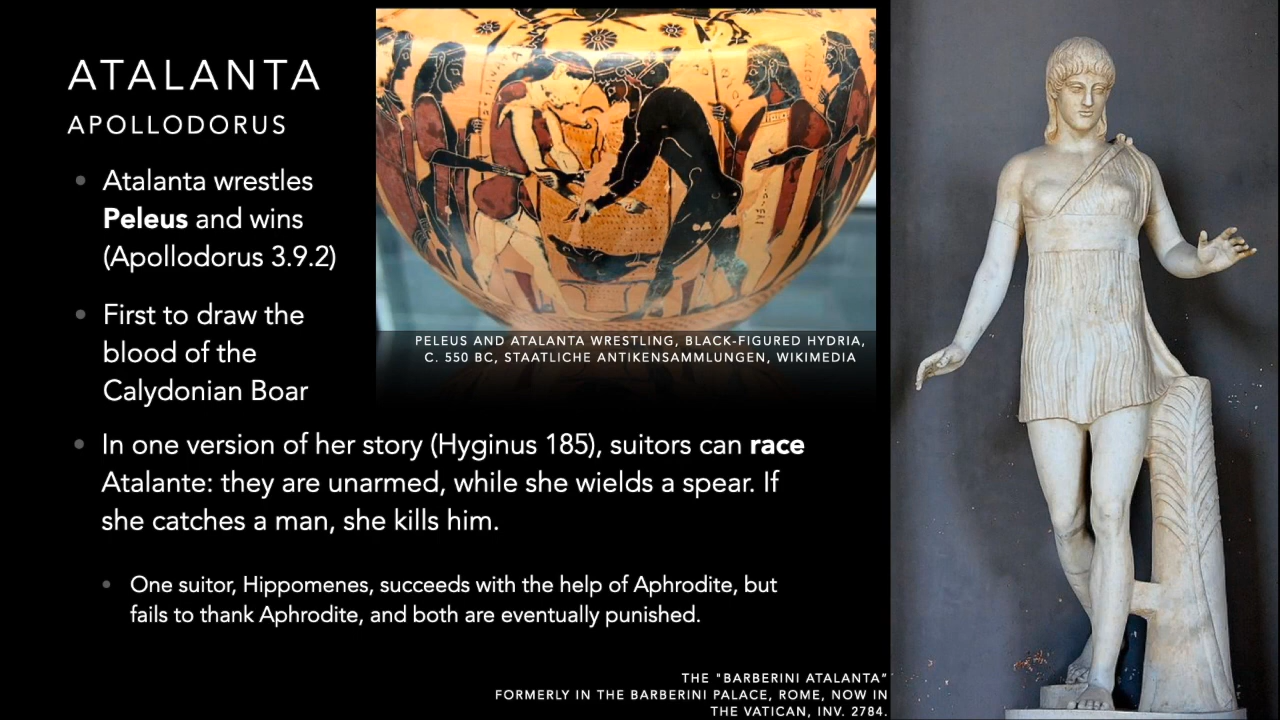 ATALANTA
APOLLODORUS
• Atalanta wrestles
Peleus and wins
(Apollodorus 3.9.2)
• First to draw the
blood of the
Calydonian Boar
PELEUS AND ATALANTA WRESTLING, BLACK-FIGURED HYDRIA,
C. 550 BC, STAATLICHE ANTIKENSAMMLUNGEN, WIKIMEDIA
• In one version of her story (Hyginus 185), suitors can race
Atalante: they are unarmed, while she wields a spear. If
she catches a man, she kills him.
• One suitor, Hippomenes, succeeds with the help of Aphrodite, but
fails to thank Aphrodite, and both are eventually punished.
THE "BARBERINI ATALANTA"
FORMERLY IN THE BARBERINI PALACE, ROME, NOW IN
THE VATICAN, INV. 2784.